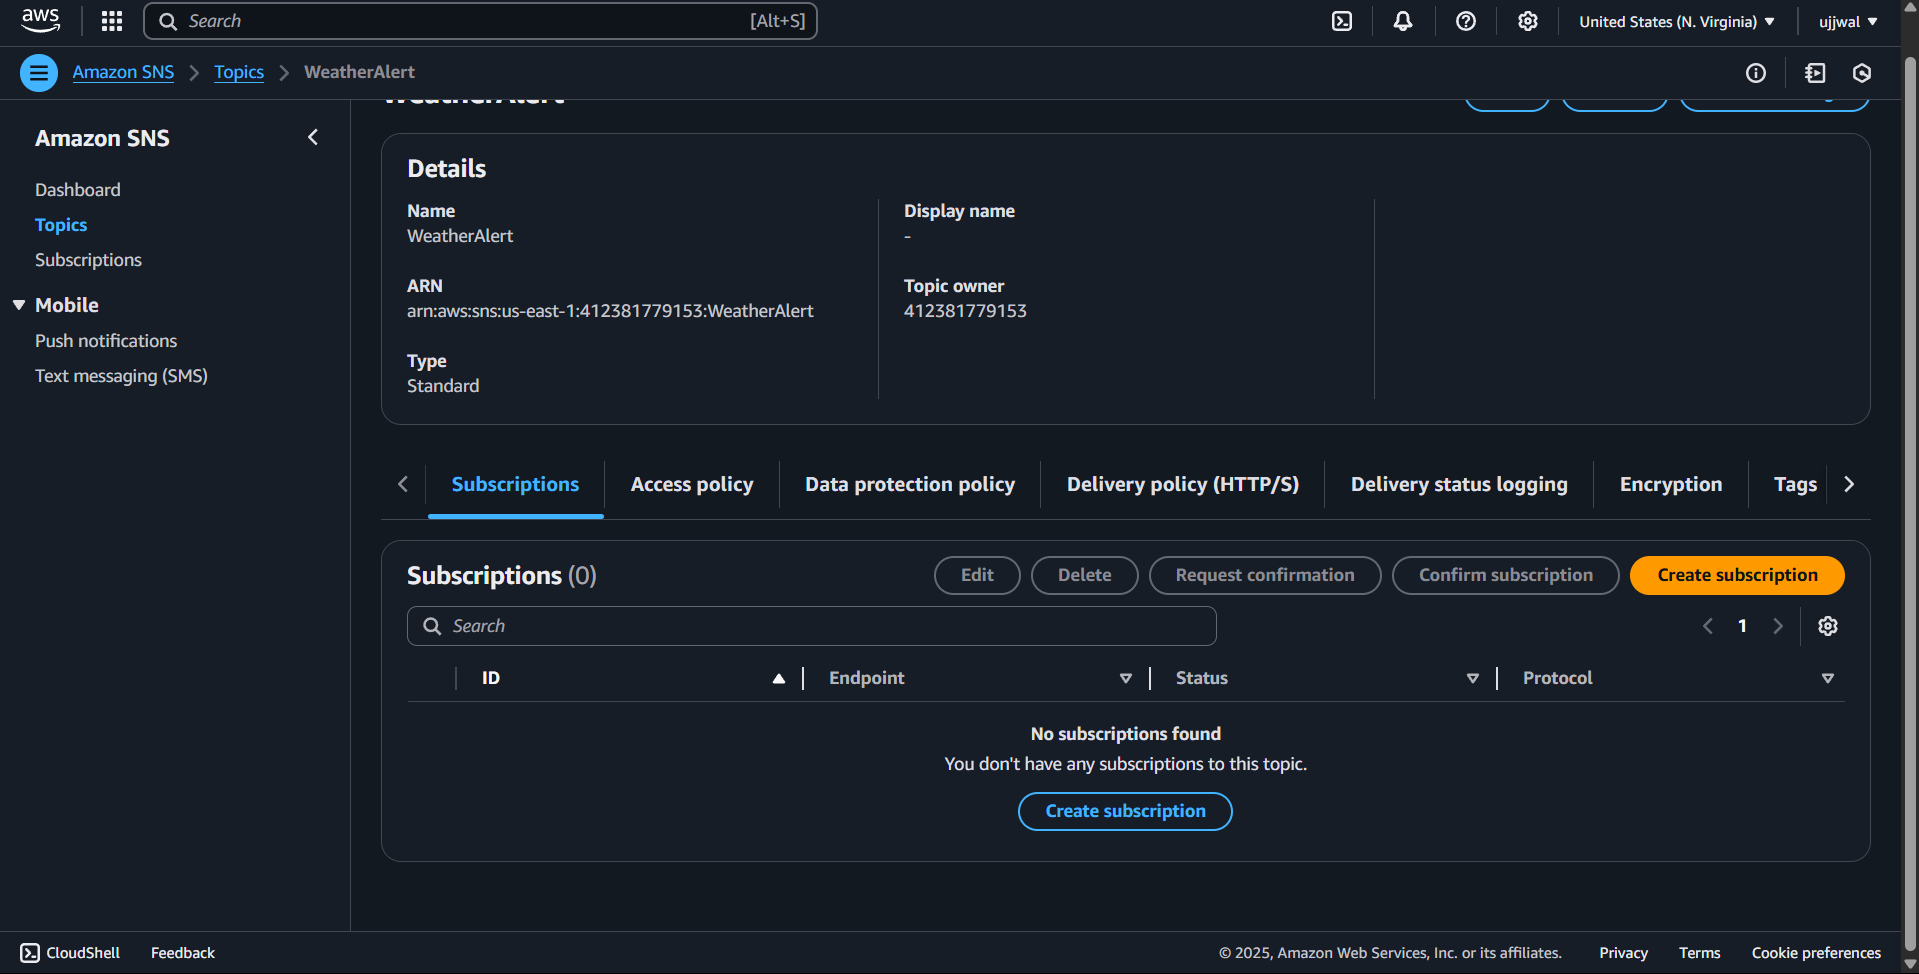 aws
Search
[Alt+S]
United States (N. Virginia)
ujjwal
Amazon SNS
Topics
WeatherAlert
WeatherAlert
Amazon SNS
Dashboard
Topics
Subscriptions
Mobile
Push notifications
Text messaging (SMS)
Details
Name
WeatherAlert
Display name
-
ARN
arn:aws:sns:us-east-1:412381779153:WeatherAlert
Topic owner
412381779153
Type
Standard
Subscriptions
Access policy
Data protection policy
Delivery policy (HTTP/S)
Delivery status logging
Encryption
Tags
Subscriptions (0)
Edit
Delete
Request confirmation
Confirm subscription
Create subscription
Search
1
ID
Endpoint
Status
Protocol
No subscriptions found
You don't have any subscriptions to this topic.
Create subscription
CloudShell
Feedback
© 2025, Amazon Web Services, Inc. or its affiliates.
Privacy
Terms
Cookie preferences